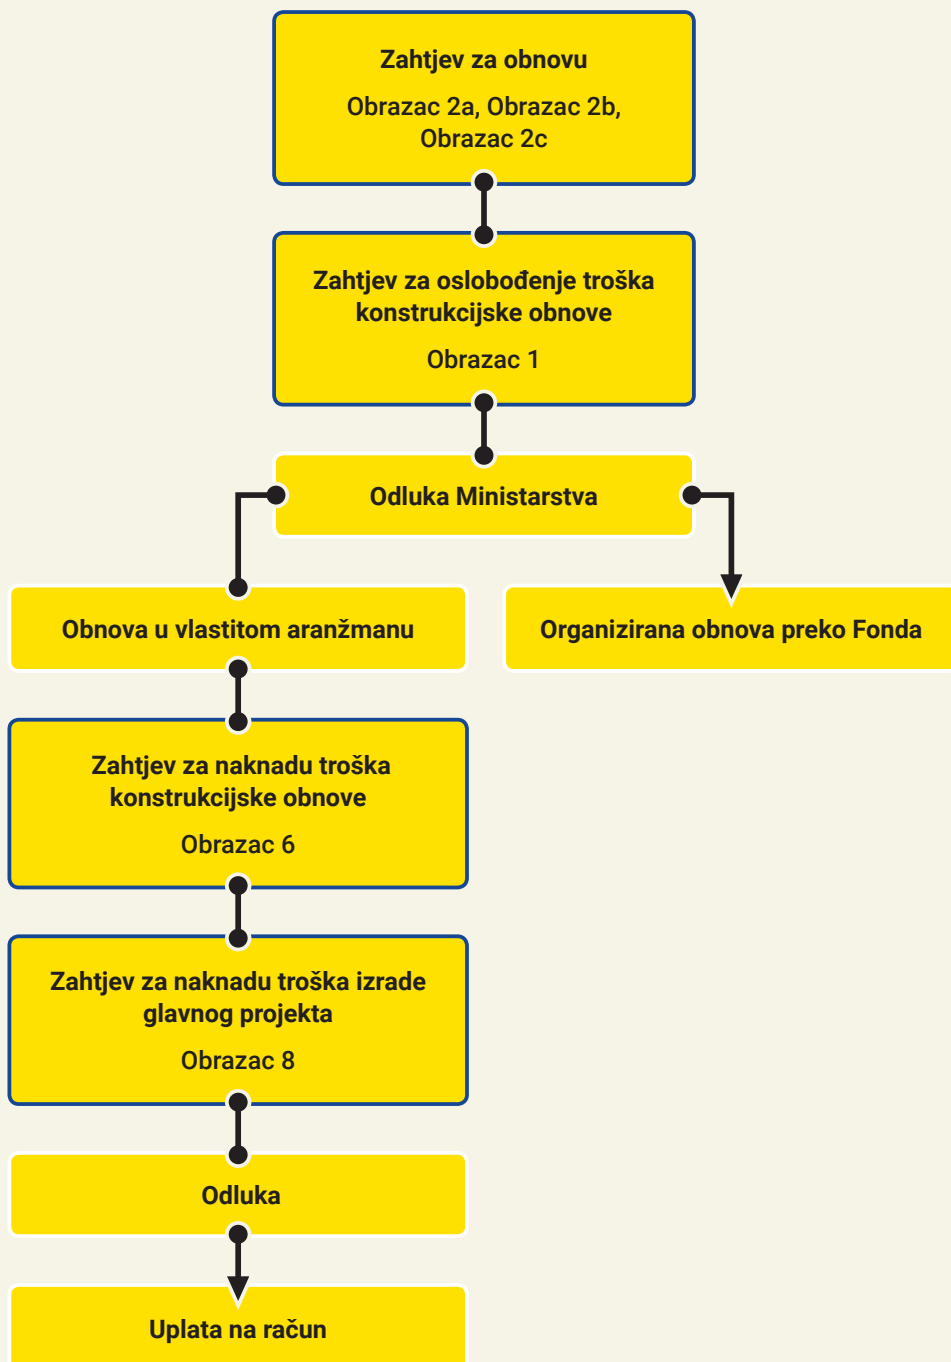 Zahtjev za obnovu
Obrazac 2a, Obrazac 2b,
Obrazac 2c
Zahtjev za oslobođenje troška
konstrukcijske obnove
Obrazac 1
Odluka Ministarstva
Obnova u vlastitom aranžmanu
Organizirana obnova preko Fonda
Zahtjev za naknadu troška
konstrukcijske obnove
Obrazac 6
Zahtjev za naknadu troška izrade
glavnog projekta
Obrazac 8
Odluka
Uplata na račun